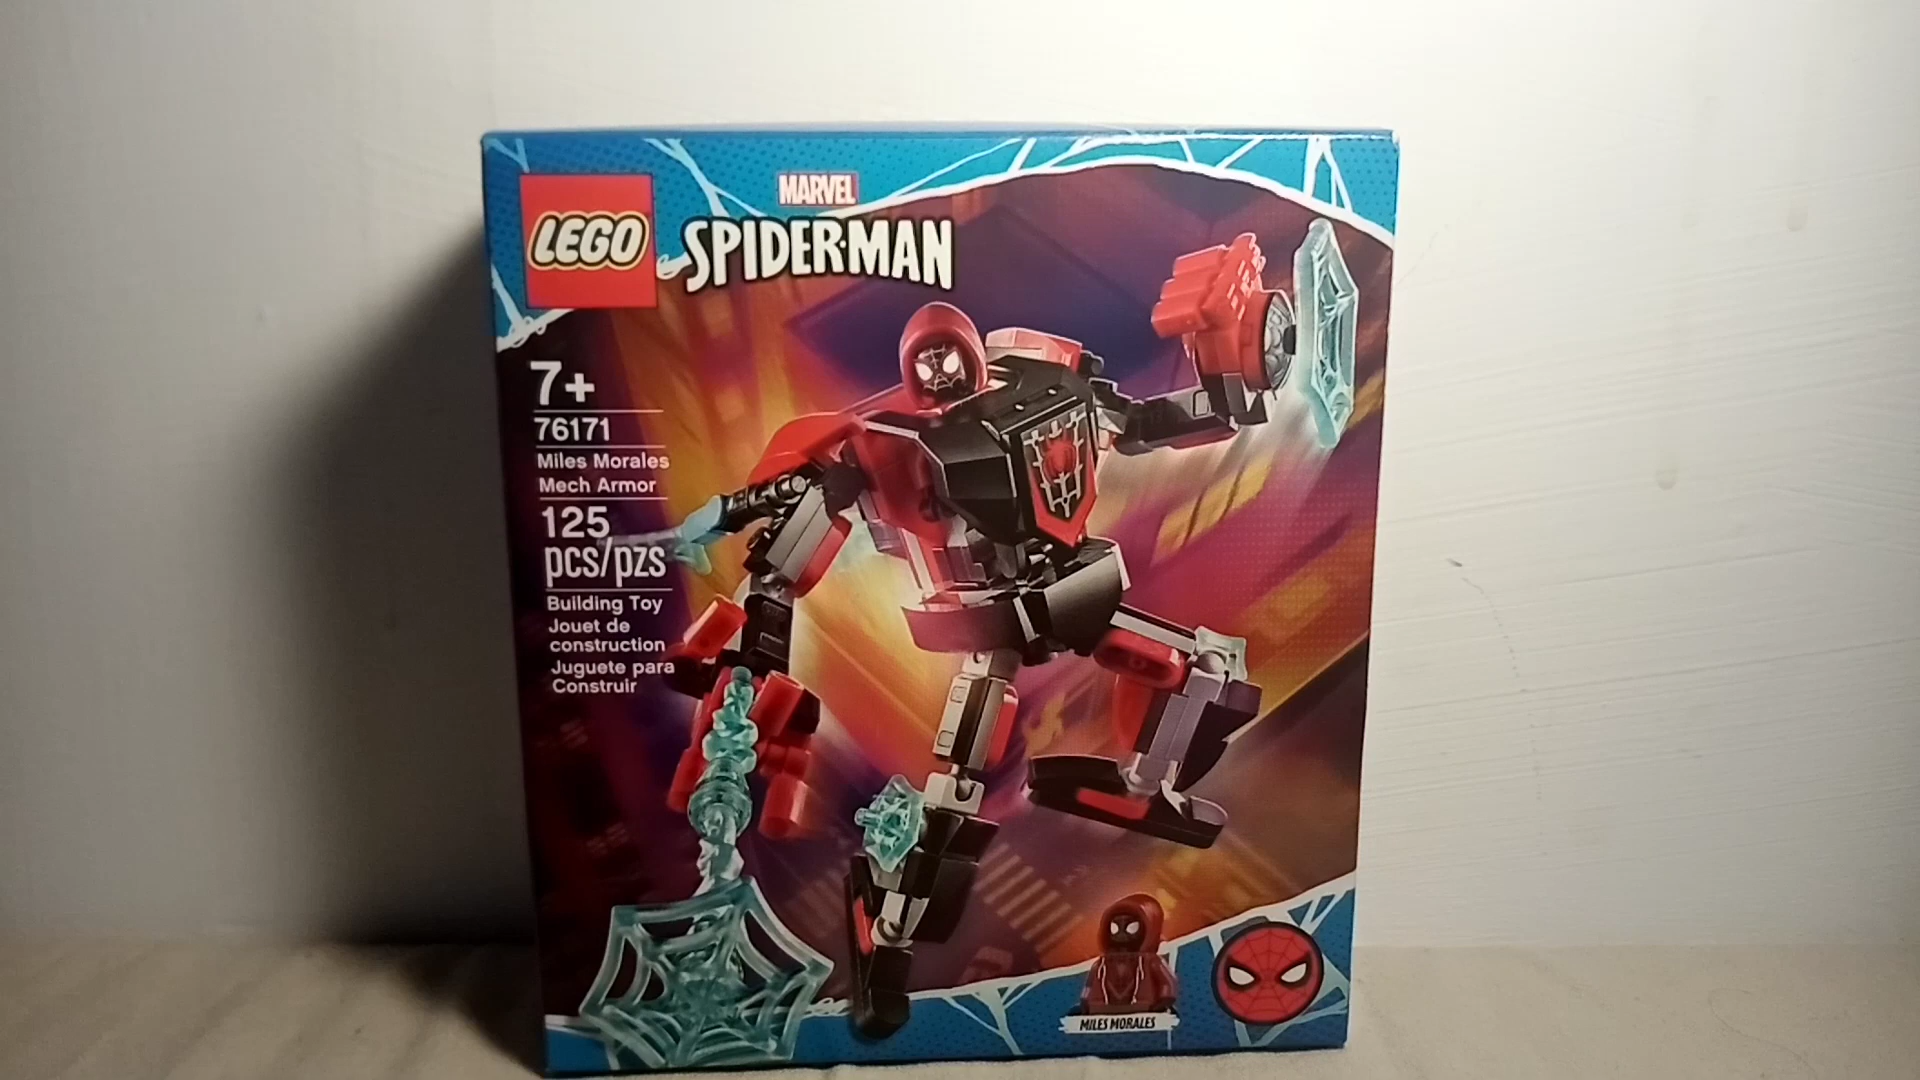 MARVEL
LEGO
SPIDER-MAN
7+
76171
Miles Morales
Mech Armor
125
pcs/pzs
Building Toy
Jouet de
construction
Juguete para
Construir
MILES MORALES